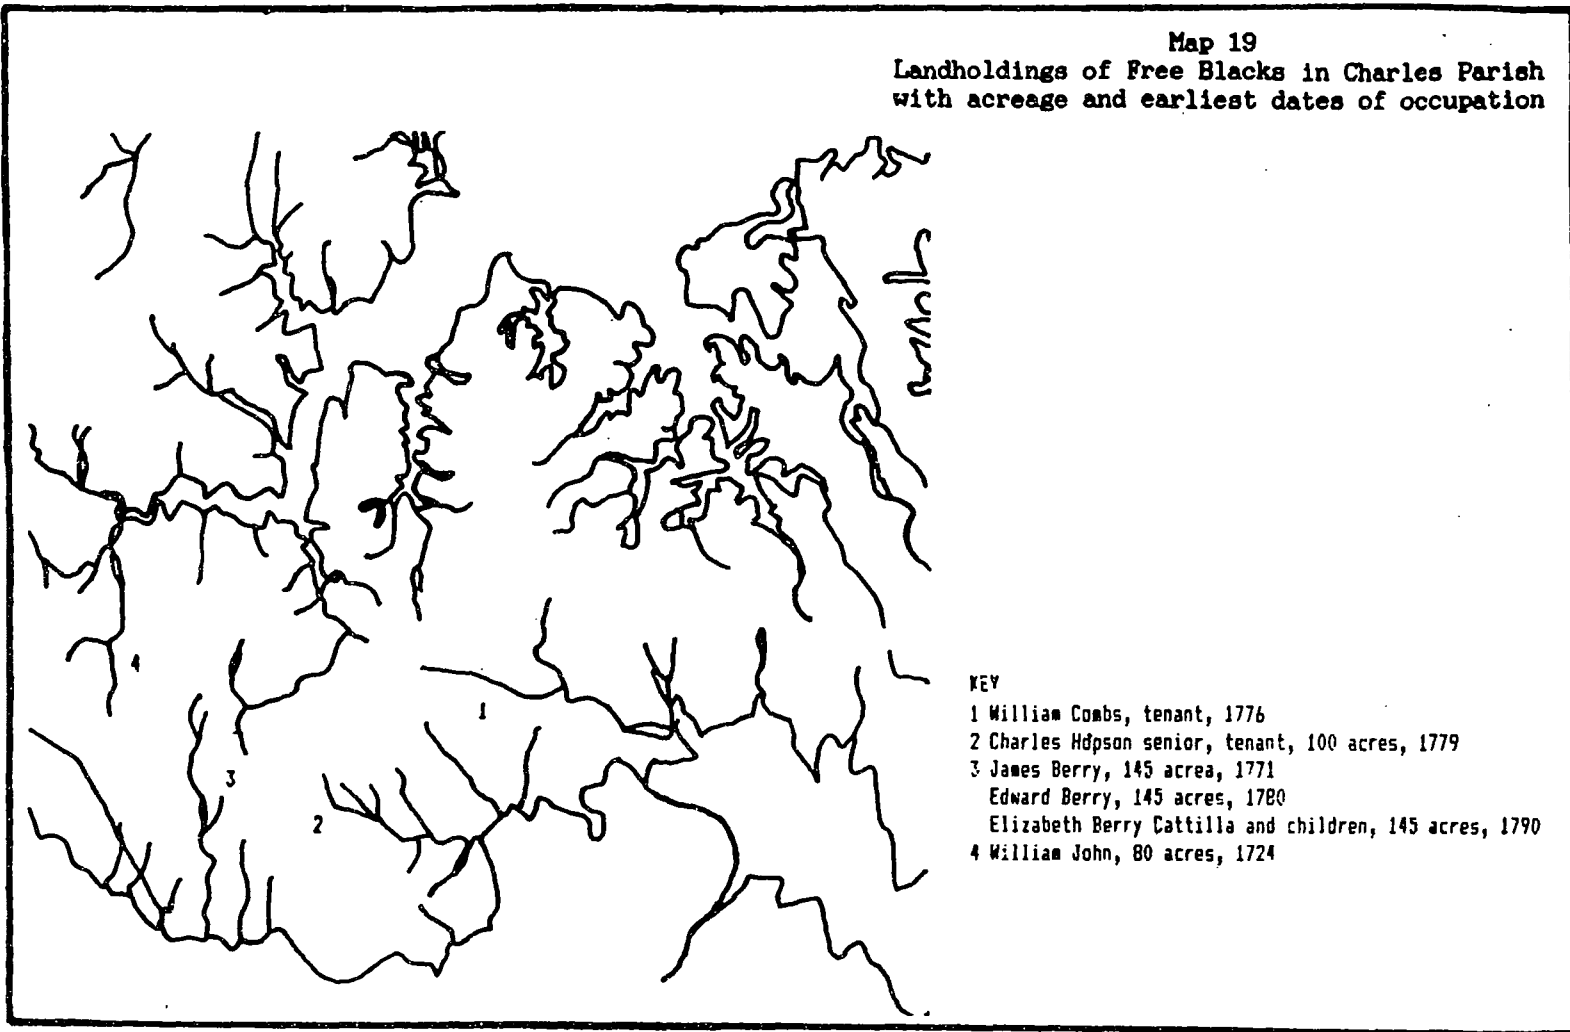 Map 19
Landholdings of Free Blacks in Charles Parish
with acreage and earliest dates of occupation
4
1
3
2
KEY
1 William Combs, tenant, 1776
2 Charles Hopson senior, tenant, 100 acres, 1779
3 James Berry, 145 acrea, 1771
Edward Berry, 145 acres, 1780
Elizabeth Berry Cattilla and children, 145 acres, 1790
4 William John, 80 acres, 1724